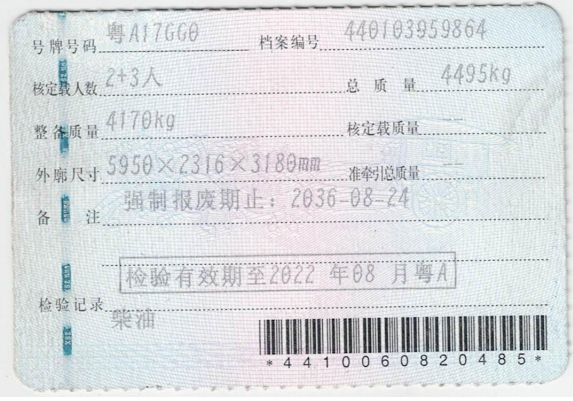 号牌号码 粤A17GG0 档案编号 440103959864
核定载人数 2+3人 总质量 4495kg
整备质量 4170kg 核定载质量 --
外廓尺寸 5950×2316×3180mm 准牵引总质量 --
备注 强制报废期止：2036-08-24
检验有效期至2022 年08 月粤A
检验记录
柴油
*4410060820485*